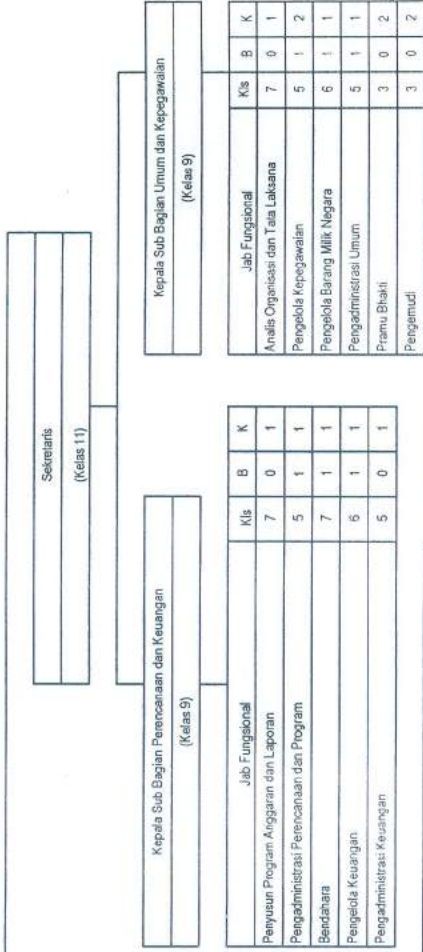 Sekretaris
(Kelas 11)
Kepala Sub Bagian Perencanaan dan Keuangan
(Kelas 9)
Jab Fungsional Kls B K
Penyusun Program Anggaran dan Laporan 7 0 1
Pengadministrasi Perencanaan dan Program 5 1 1
Bendahara 7 1 1
Pengelola Keuangan 6 1 1
Pengadministrasi Keuangan 5 0 1
Kepala Sub Bagian Umum dan Kepegawaian
(Kelas 9)
Jab Fungsional Kls B K
Analis Organisasi dan Tata Laksana 7 0 1
Pengelola Kepegawaian 5 1 2
Pengelola Barang Milik Negara 6 1 1
Pengadministrasi Umum 5 1 1
Pramu Bhakti 3 0 2
Pengemudi 3 0 2